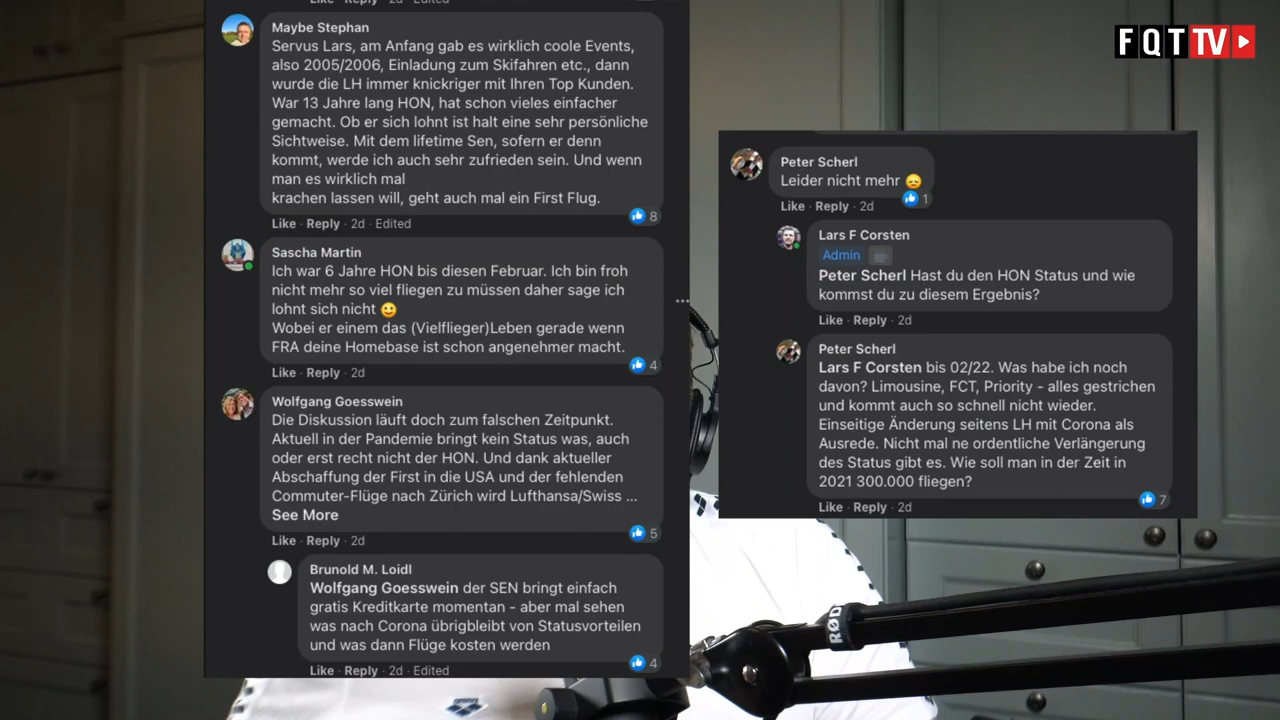 Like · Reply · 2d · Edited
Maybe Stephan
Servus Lars, am Anfang gab es wirklich coole Events,
also 2005/2006, Einladung zum Skifahren etc., dann
wurde die LH immer knickriger mit Ihren Top Kunden.
War 13 Jahre lang HON, hat schon vieles einfacher
gemacht. Ob er sich lohnt ist halt eine sehr persönliche
Sichtweise. Mit dem lifetime Sen, sofern er denn
kommt, werde ich auch sehr zufrieden sein. Und wenn
man es wirklich mal
krachen lassen will, geht auch mal ein First Flug.
8
Like · Reply · 2d · Edited
Sascha Martin
Ich war 6 Jahre HON bis diesen Februar. Ich bin froh
nicht mehr so viel fliegen zu müssen daher sage ich
lohnt sich nicht 🙂
Wobei er einem das (Vielflieger)Leben gerade wenn
FRA deine Homebase ist schon angenehmer macht.
4
Like · Reply · 2d
Wolfgang Goesswein
Die Diskussion läuft doch zum falschen Zeitpunkt.
Aktuell in der Pandemie bringt kein Status was, auch
oder erst recht nicht der HON. Und dank aktueller
Abschaffung der First in die USA und der fehlenden
Commuter-Flüge nach Zürich wird Lufthansa/Swiss ...
See More
5
Like · Reply · 2d
Brunold M. Loidl
Wolfgang Goesswein der SEN bringt einfach
gratis Kreditkarte momentan - aber mal sehen
was nach Corona übrigbleibt von Statusvorteilen
und was dann Flüge kosten werden
4
Like · Reply · 2d · Edited
FQT TV
Peter Scherl
Leider nicht mehr 😞
1
Like · Reply · 2d
Lars F Corsten
Admin
Peter Scherl Hast du den HON Status und wie
kommst du zu diesem Ergebnis?
Like · Reply · 2d
Peter Scherl
Lars F Corsten bis 02/22. Was habe ich noch
davon? Limousine, FCT, Priority - alles gestrichen
und kommt auch so schnell nicht wieder.
Einseitige Änderung seitens LH mit Corona als
Ausrede. Nicht mal ne ordentliche Verlängerung
des Status gibt es. Wie soll man in der Zeit in
2021 300.000 fliegen?
7
Like · Reply · 2d
RØDE
arena